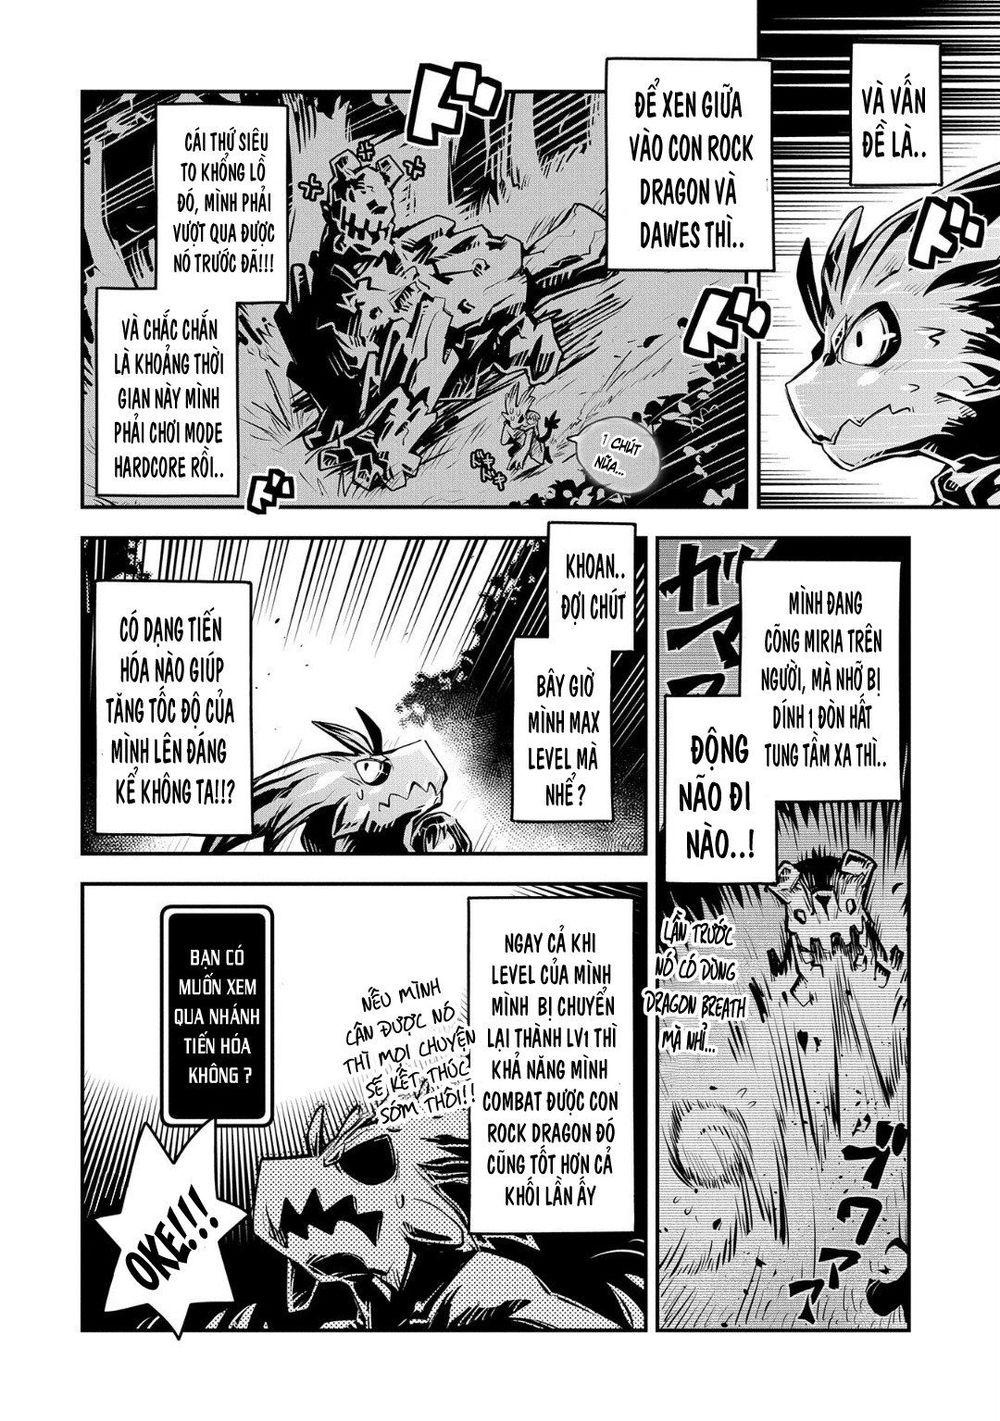 VÀ VẤN
ĐỀ LÀ..
ĐỂ XEN GIỮA
VÀO CON ROCK
DRAGON VÀ
DAWES THÌ..
CÁI THỨ SIÊU
TO KHỔNG LỒ
ĐÓ, MÌNH PHẢI
VƯỢT QUA ĐƯỢC
NÓ TRƯỚC ĐÃ!!!
VÀ CHẮC CHẮN
LÀ KHOẢNG THỜI
GIAN NÀY MÌNH
PHẢI CHƠI MODE
HARDCORE RỒI..
1 CHÚT
NỮA...
ドドド
ドドド
MÌNH ĐANG
CÕNG MIRIA TRÊN
NGƯỜI, MÀ NHỠ BỊ
DÍNH 1 ĐÒN HẤT
TUNG TẦM XA THÌ..
ĐỘNG
NÃO ĐI
NÀO..!
LẦN TRƯỚC
NÓ CÓ DÙNG
DRAGON BREATH
MÀ NHỈ...
KHOAN..
ĐỢI CHÚT
BÂY GIỜ
MÌNH MAX
LEVEL MÀ
NHỂ ?
CÓ DẠNG TIẾN
HÓA NÀO GIÚP
TĂNG TỐC ĐỘ CỦA
MÌNH LÊN ĐÁNG
KỂ KHÔNG TA!!?
NGAY CẢ KHI
LEVEL CỦA MÌNH
MÌNH BỊ CHUYỂN
LẠI THÀNH LV1 THÌ
KHẢ NĂNG MÌNH
COMBAT ĐƯỢC CON
ROCK DRAGON ĐÓ
CŨNG TỐT HƠN CẢ
KHỐI LẦN ẤY
NẾU MÌNH
CÂN ĐƯỢC NÓ
THÌ MỌI CHUYỆN
SẼ KẾT THÚC
SỚM THÔI!!
BẠN CÓ
MUỐN XEM
QUA NHÁNH
TIẾN HÓA
KHÔNG ?
OKE!!!